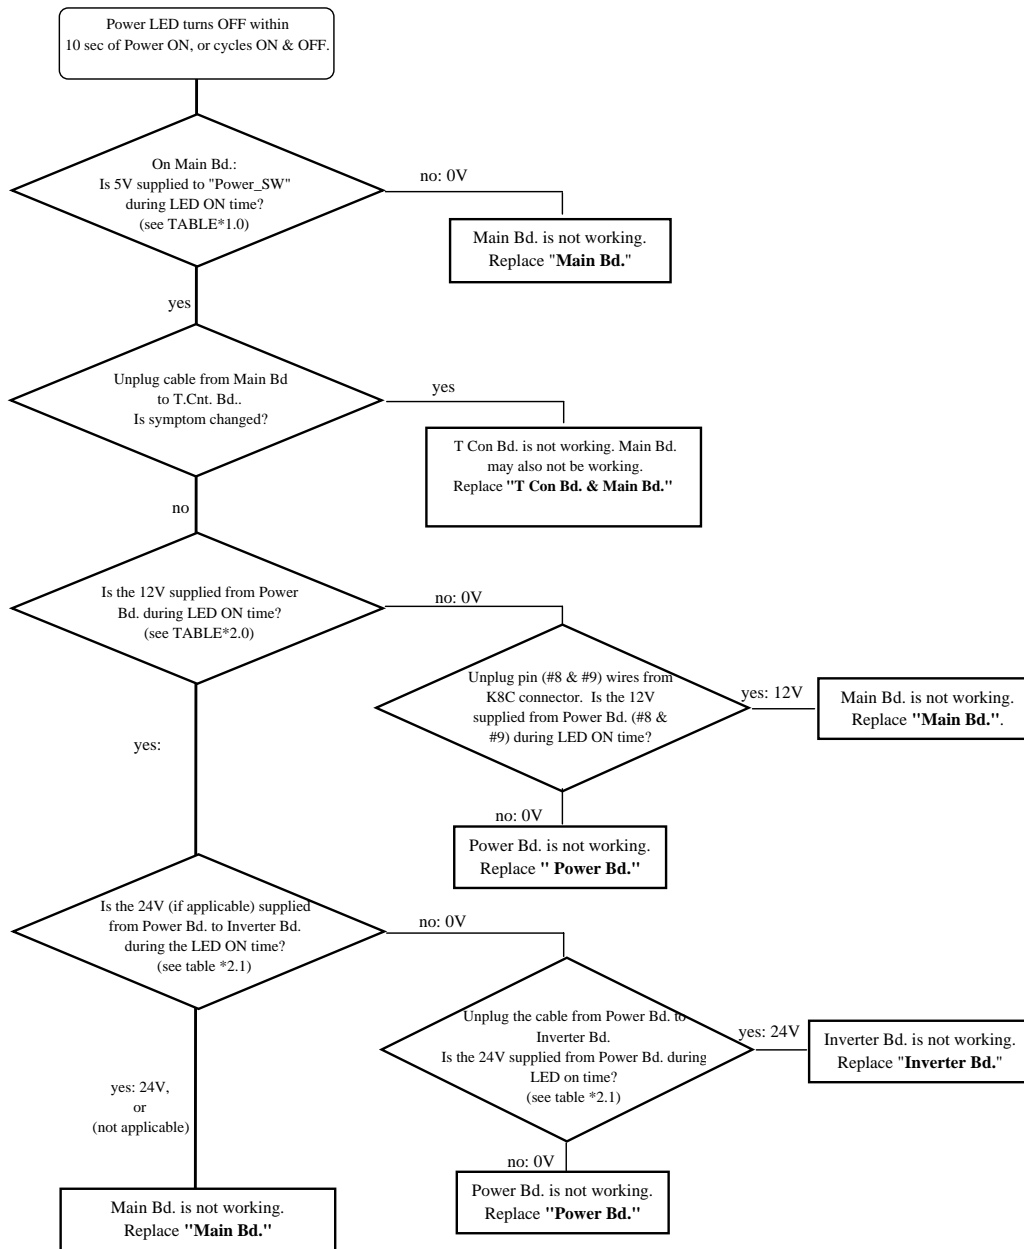 Power LED turns OFF within
10 sec of Power ON, or cycles ON & OFF.
On Main Bd.:
Is 5V supplied to "Power_SW"
during LED ON time?
(see TABLE*1.0)
no: 0V
Main Bd. is not working.
Replace "Main Bd."
yes
Unplug cable from Main Bd
to T.Cnt. Bd..
Is symptom changed?
yes
T Con Bd. is not working. Main Bd.
may also not be working.
Replace "T Con Bd. & Main Bd."
no
Is the 12V supplied from Power
Bd. during LED ON time?
(see TABLE*2.0)
no: 0V
Unplug pin (#8 & #9) wires from
K8C connector.  Is the 12V
supplied from Power Bd. (#8 &
#9) during LED ON time?
yes: 12V
Main Bd. is not working.
Replace "Main Bd.".
yes:
no: 0V
Power Bd. is not working.
Replace " Power Bd."
Is the 24V (if applicable) supplied
from Power Bd. to Inverter Bd.
during the LED ON time?
(see table *2.1)
no: 0V
Unplug the cable from Power Bd. to
Inverter Bd.
Is the 24V supplied from Power Bd. during
LED on time?
(see table *2.1)
yes: 24V
Inverter Bd. is not working.
Replace "Inverter Bd."
yes: 24V,
or
(not applicable)
no: 0V
Power Bd. is not working.
Replace "Power Bd."
Main Bd. is not working.
Replace "Main Bd."